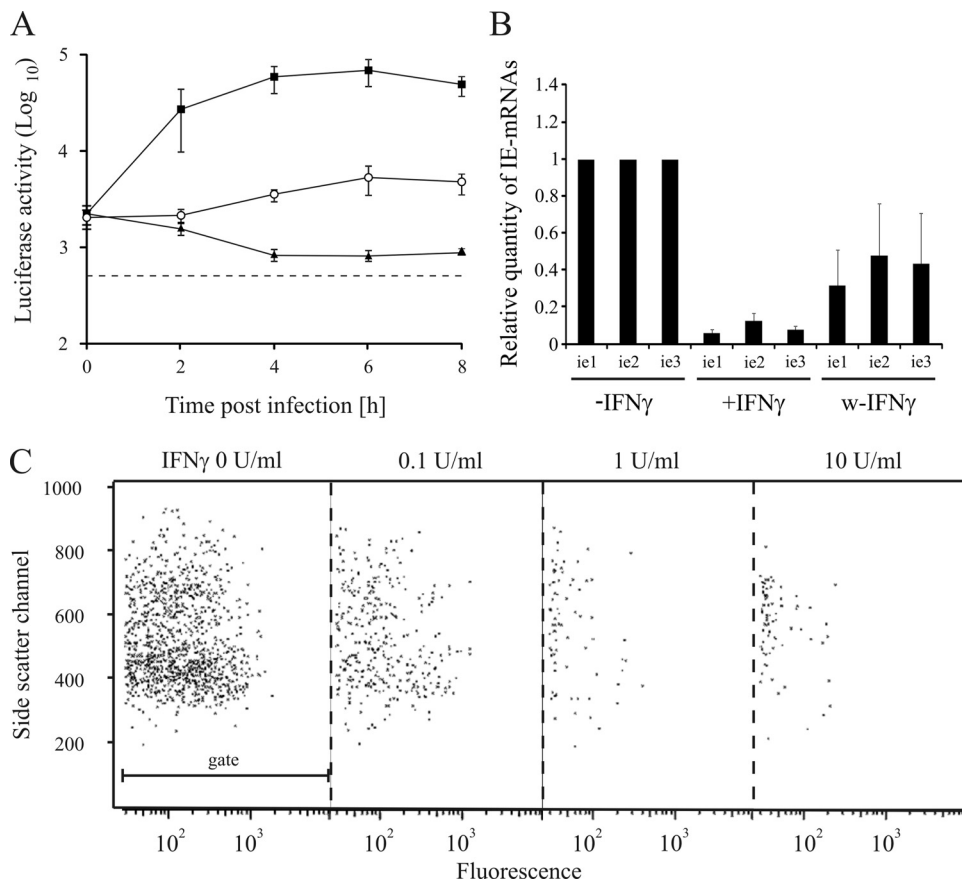 A
Luciferase activity (Log 10)
5
4
3
2
0 2 4 6 8
Time post infection [h]
B
Relative quantity of IE-mRNAs
1.4
1.2
1
0.8
0.6
0.4
0.2
0
ie1 ie2 ie3 ie1 ie2 ie3 ie1 ie2 ie3
-IFNγ +IFNγ w-IFNγ
C
IFNγ 0 U/ml 0.1 U/ml 1 U/ml 10 U/ml
Side scatter channel
1000
800
600
400
200
gate
10² 10³ 10² 10³ 10² 10³ 10² 10³
Fluorescence